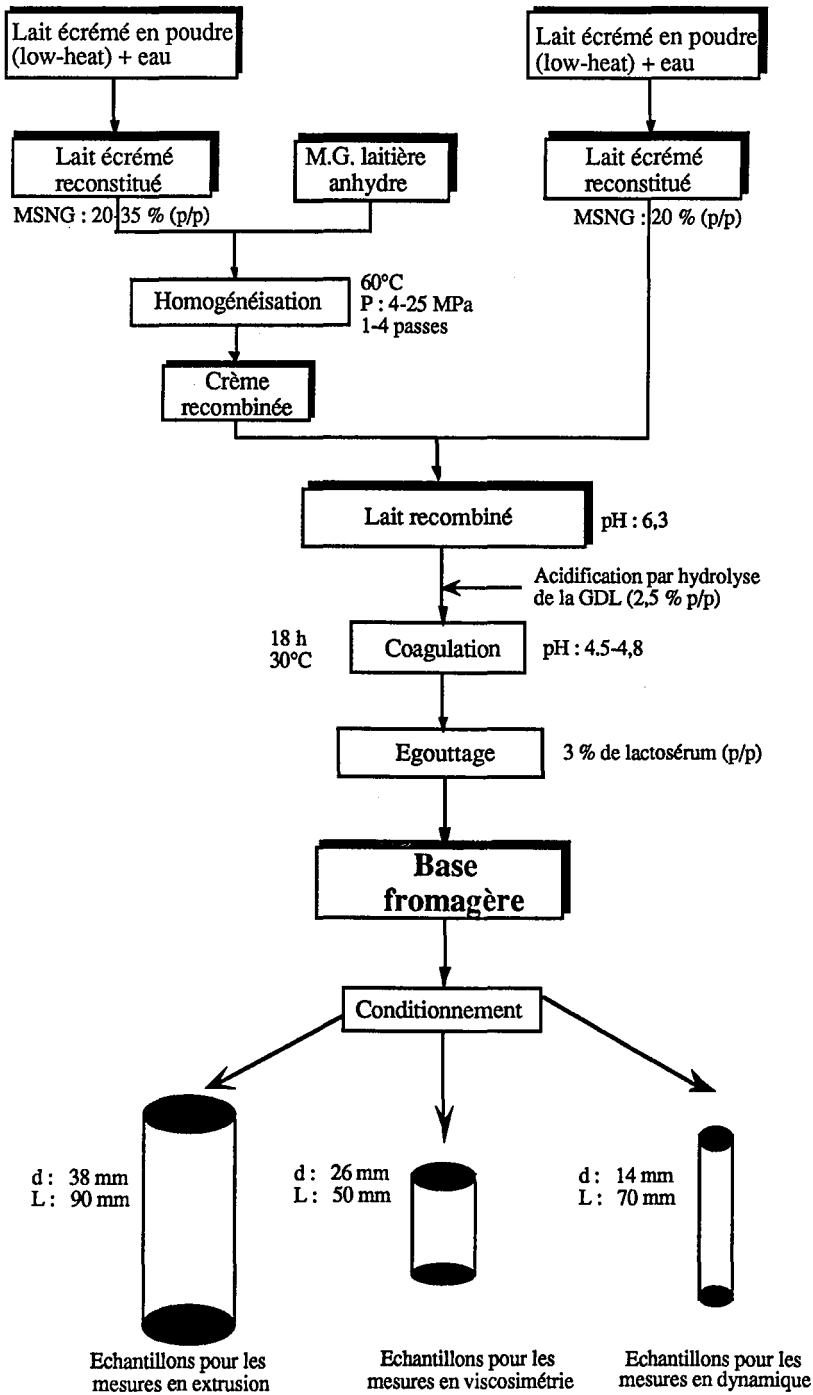 Lait écrémé en poudre
(low-heat) + eau
Lait écrémé en poudre
(low-heat) + eau
Lait écrémé
reconstitué
MSNG : 20-35 % (p/p)
M.G. laitière
anhydre
Lait écrémé
reconstitué
MSNG : 20 % (p/p)
Homogénéisation
60°C
P : 4-25 MPa
1-4 passes
Crème
recombinée
Lait recombiné
pH : 6,3
Acidification par hydrolyse
de la GDL (2,5 % p/p)
18 h
30°C
Coagulation
pH : 4.5-4,8
Egouttage
3 % de lactosérum (p/p)
Base
fromagère
Conditionnement
d : 38 mm
L : 90 mm
d : 26 mm
L : 50 mm
d : 14 mm
L : 70 mm
Echantillons pour les
mesures en extrusion
Echantillons pour les
mesures en viscosimétrie
Echantillons pour les
mesures en dynamique